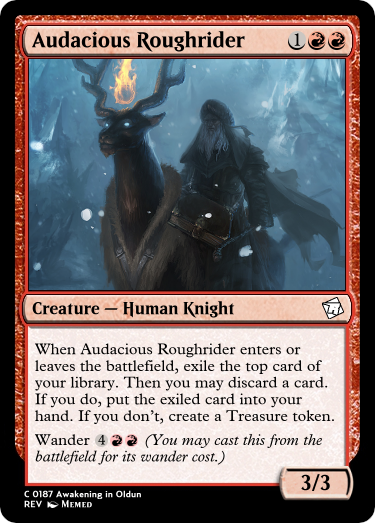 Audacious Roughrider 1
Creature — Human Knight
When Audacious Roughrider enters or
leaves the battlefield, exile the top card of
your library. Then you may discard a card.
If you do, put the exiled card into your
hand. If you don't, create a Treasure token.
Wander 4 (You may cast this from the
battlefield for its wander cost.)
3/3
C 0187 Awakening in Oldun
REV Memed